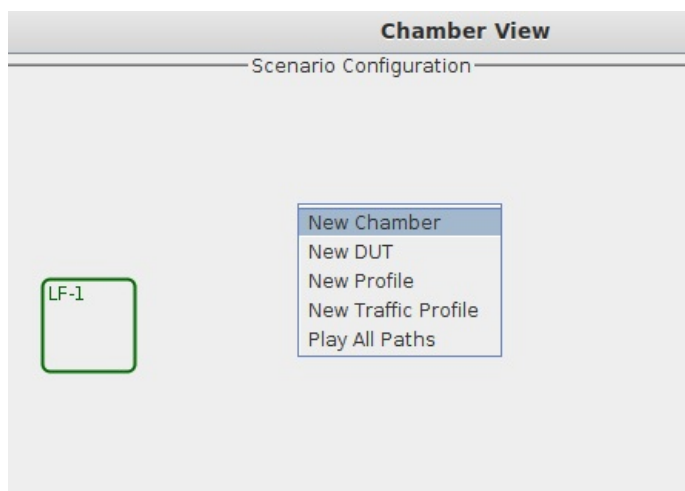 Chamber View
Scenario Configuration
New Chamber
New DUT
New Profile
LF-1
New Traffic Profile
Play All Paths